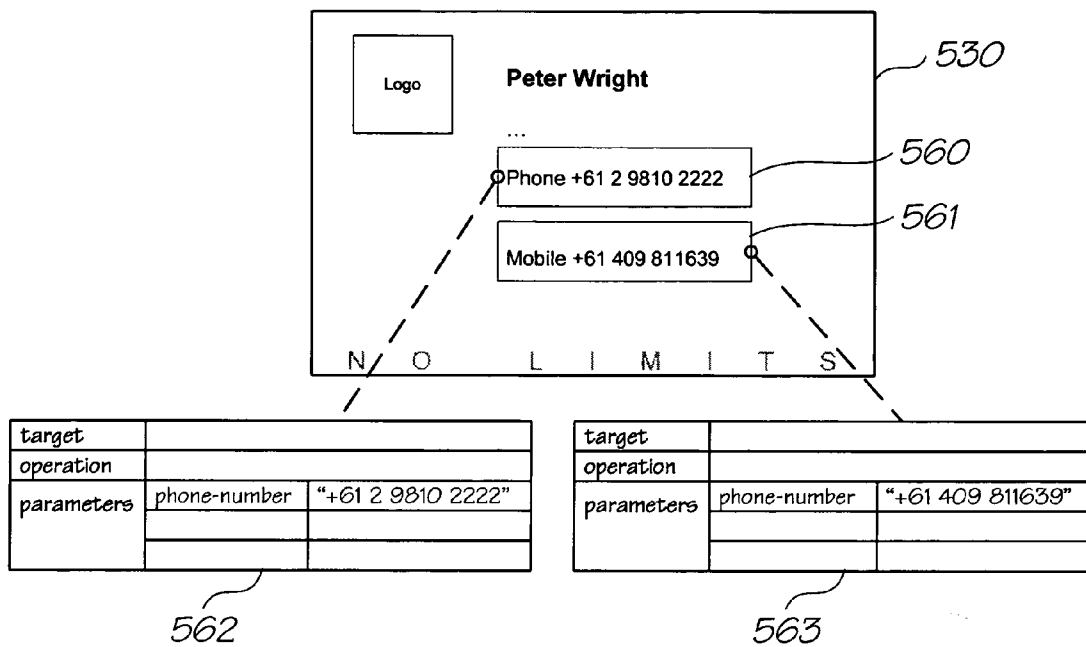 530
Logo
Peter Wright
...
Phone +61 2 9810 2222
560
561
Mobile +61 409 811639
N O L I M I T S
target
operation
parameters phone-number "+61 2 9810 2222"
562
target
operation
parameters phone-number "+61 409 811639"
563